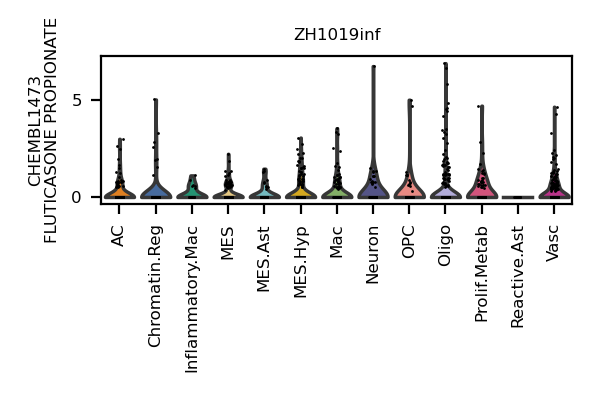 ZH1019inf
CHEMBL1473
FLUTICASONE PROPIONATE
5
0
AC
Chromatin.Reg
Inflammatory.Mac
MES
MES.Ast
MES.Hyp
Mac
Neuron
OPC
Oligo
Prolif.Metab
Reactive.Ast
Vasc